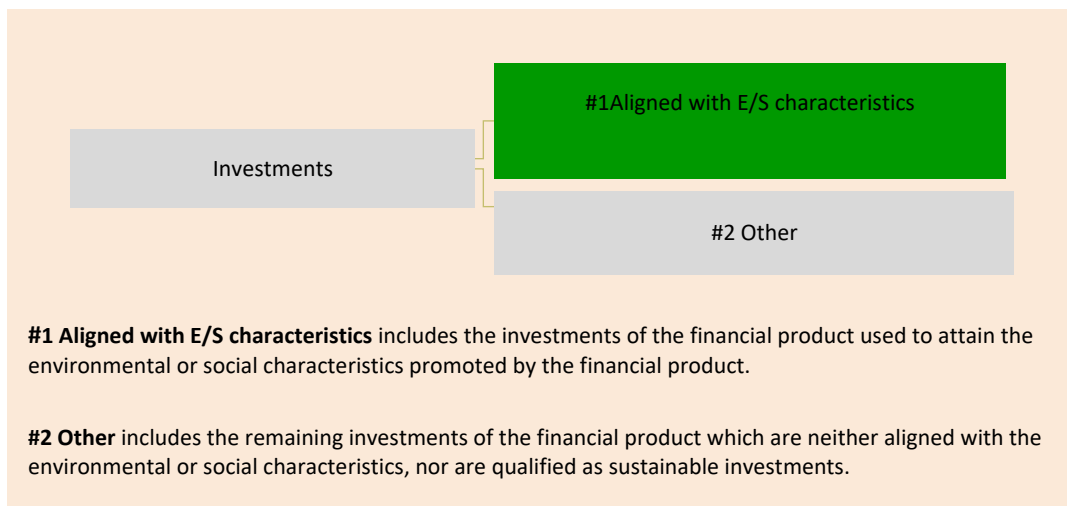 #1Aligned with E/S characteristics
Investments
#2 Other
#1 Aligned with E/S characteristics includes the investments of the financial product used to attain the
environmental or social characteristics promoted by the financial product.
#2 Other includes the remaining investments of the financial product which are neither aligned with the
environmental or social characteristics, nor are qualified as sustainable investments.